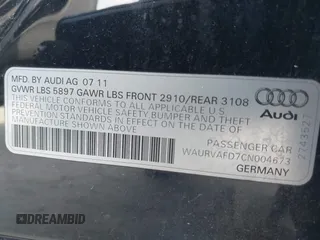 MFD. BY AUDI AG 07 11
GVWR LBS 5897 GAWR LBS FRONT 2910/REAR 3108
THIS VEHICLE CONFORMS TO ALL APPLICABLE
FEDERAL MOTOR VEHICLE SAFETY BUMPER AND THEFT
PREVENTION STANDARDS IN EFFECT ON THE DATE OF
MANUFACTURE SHOWN ABOVE.
Audi
PASSENGER CAR
WAURVAFD7CN004673
GERMANY
2743527
DREAMBID